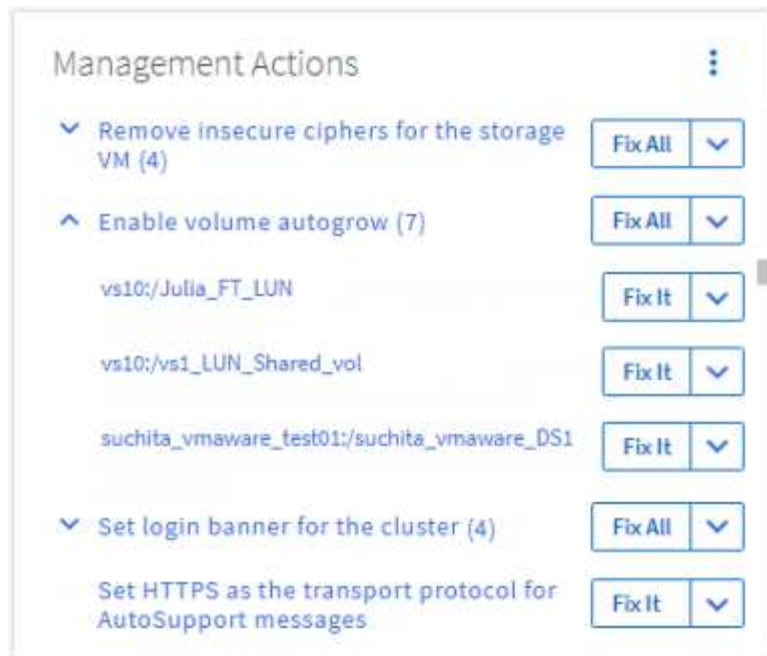 Management Actions
Remove insecure ciphers for the storage
VM (4)
Fix All
Enable volume autogrow (7)
Fix All
vs10:/Julia_FT_LUN
Fix It
vs10:/vs1_LUN_Shared_vol
Fix It
suchita_vmaware_test01:/suchita_vmaware_DS1
Fix It
Set login banner for the cluster (4)
Fix All
Set HTTPS as the transport protocol for
AutoSupport messages
Fix It